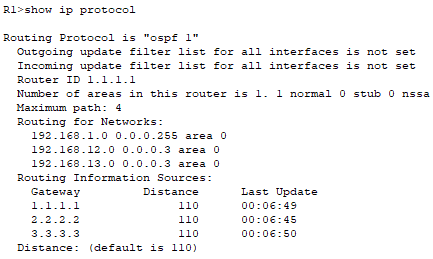 R1>show ip protocol
Routing Protocol is "ospf 1"
Outgoing update filter list for all interfaces is not set
Incoming update filter list for all interfaces is not set
Router ID 1.1.1.1
Number of areas in this router is 1. 1 normal 0 stub 0 nssa
Maximum path: 4
Routing for Networks:
192.168.1.0 0.0.0.255 area 0
192.168.12.0 0.0.0.3 area 0
192.168.13.0 0.0.0.3 area 0
Routing Information Sources:
Gateway Distance Last Update
1.1.1.1 110 00:06:49
2.2.2.2 110 00:06:45
3.3.3.3 110 00:06:50
Distance: (default is 110)